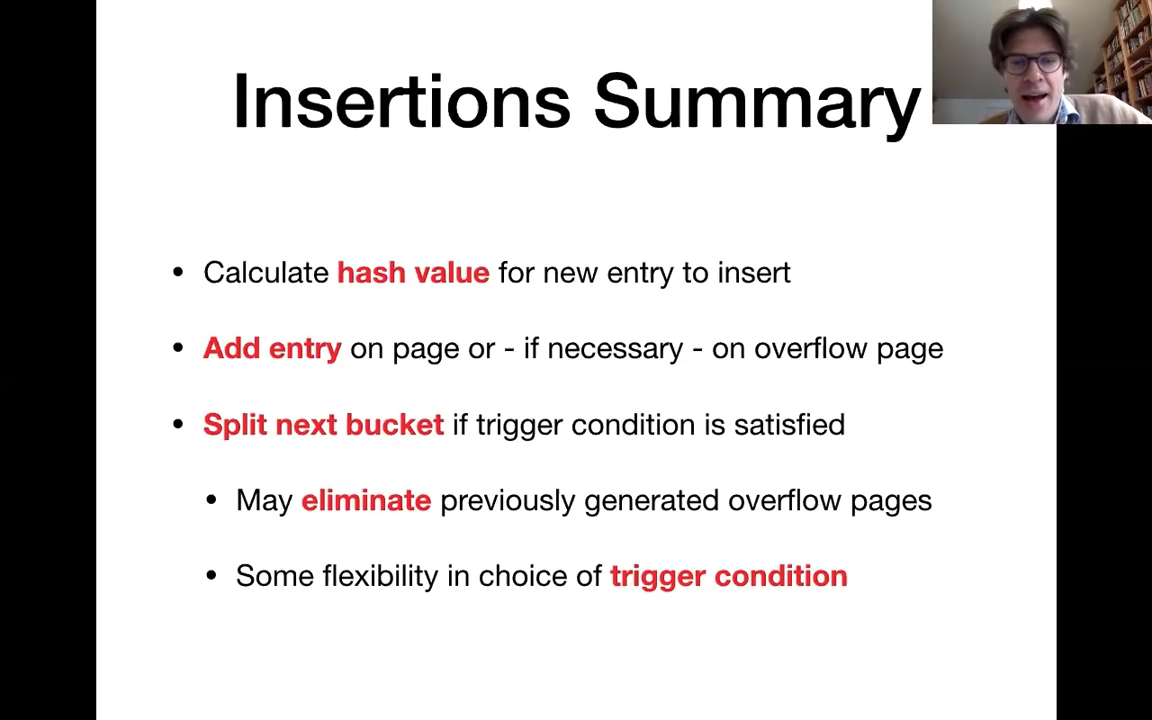 Insertions Summary
• Calculate hash value for new entry to insert
• Add entry on page or - if necessary - on overflow page
• Split next bucket if trigger condition is satisfied
• May eliminate previously generated overflow pages
• Some flexibility in choice of trigger condition